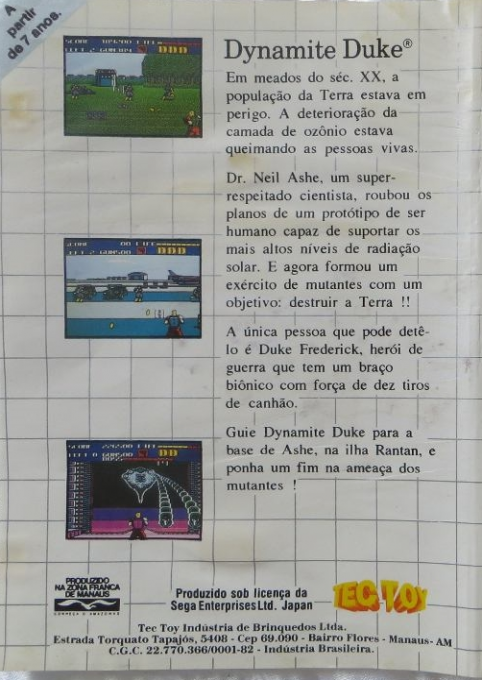 A
partir
de 7 anos.
Dynamite Duke®
Em meados do séc. XX, a
população da Terra estava em
perigo. A deterioração da
camada de ozônio estava
queimando as pessoas vivas.
Dr. Neil Ashe, um super-
respeitado cientista, roubou os
planos de um protótipo de ser
humano capaz de suportar os
mais altos níveis de radiação
solar. E agora formou um
exército de mutantes com um
objetivo: destruir a Terra !!
A única pessoa que pode detê-
lo é Duke Frederick, herói de
guerra que tem um braço
biônico com força de dez tiros
de canhão.
Guie Dynamite Duke para a
base de Ashe, na ilha Rantan, e
ponha um fim na ameaça dos
mutantes !
PRODUZIDO
NA ZONA FRANCA
DE MANAUS
CONHEÇA O AMAZONAS
Produzido sob licença da
Sega Enterprises Ltd. Japan
TEC TOY
Tec Toy Indústria de Brinquedos Ltda.
Estrada Torquato Tapajós, 5408 - Cep 69.090 - Bairro Flores - Manaus- AM
C.G.C. 22.770.366/0001-82 - Indústria Brasileira.